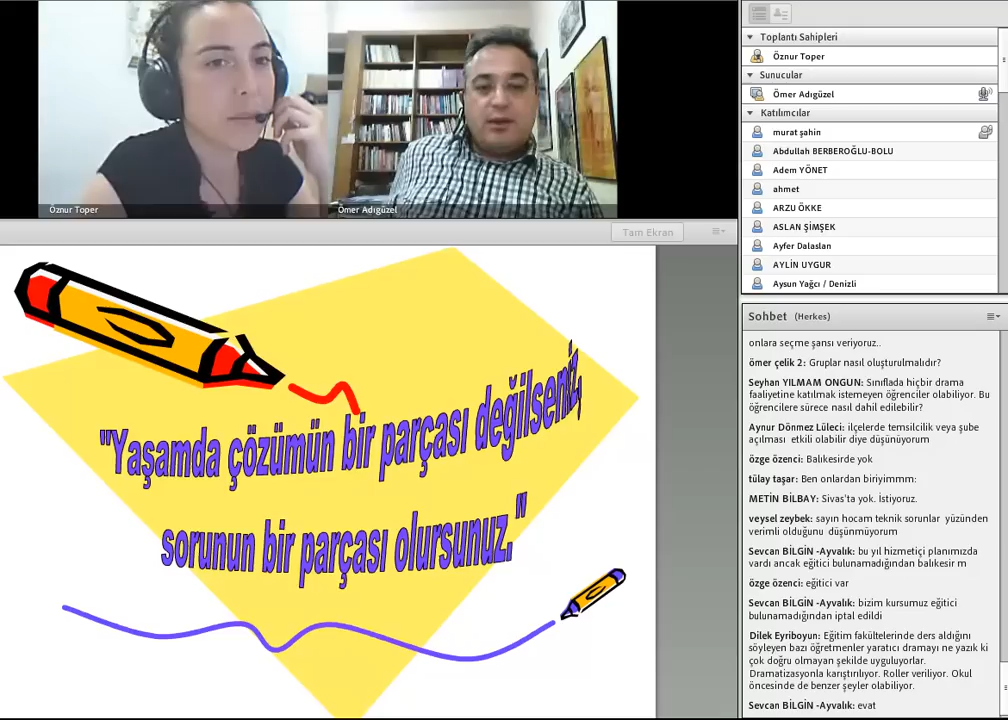 Öznur Toper
Ömer Adıgüzel
Tam Ekran
"Yaşamda çözümün bir parçası değilseniz,
sorunun bir parçası olursunuz."
Toplantı Sahipleri
Öznur Toper
Sunucular
Ömer Adıgüzel
Katılımcılar
murat şahin
Abdullah BERBEROĞLU-BOLU
Adem YÖNET
ahmet
ARZU ÖKKE
ASLAN ŞİMŞEK
Ayfer Dalaslan
AYLİN UYGUR
Aysun Yağcı / Denizli
Sohbet (Herkes)
onlara seçme şansı veriyoruz..
ömer çelik 2: Gruplar nasıl oluşturulmalıdır?
Seyhan YILMAM ONGUN: Sınıflada hiçbir drama
faaliyetine katılmak istemeyen öğrenciler olabiliyor. Bu
öğrencilere sürece nasıl dahil edilebilir?
Aynur Dönmez Lüleci: ilçelerde temsilcilik veya şube
açılması etkili olabilir diye düşünüyorum
özge özenci: Balıkesirde yok
tülay taşar: Ben onlardan biriyimmm:
METİN BİLBAY: Sivas'ta yok. İstiyoruz.
veysel zeybek: sayın hocam teknik sorunlar yüzünden
verimli olduğunu düşünmüyorum
Sevcan BİLGİN -Ayvalık: bu yıl hizmetiçi planımızda
vardı ancak eğitici bulunamadığından balıkesir m
özge özenci: eğitici var
Sevcan BİLGİN -Ayvalık: bizim kursumuz eğitici
bulunamadığından iptal edildi
Dilek Eyriboyun: Eğitim fakültelerinde ders aldığını
söyleyen bazı öğretmenler yaratıcı dramayı ne yazık ki
çok doğru olmayan şekilde uyguluyorlar.
Dramatizasyonla karıştırılıyor. Roller veriliyor. Okul
öncesinde de benzer şeyler olabiliyor.
Sevcan BİLGİN -Ayvalık: evat